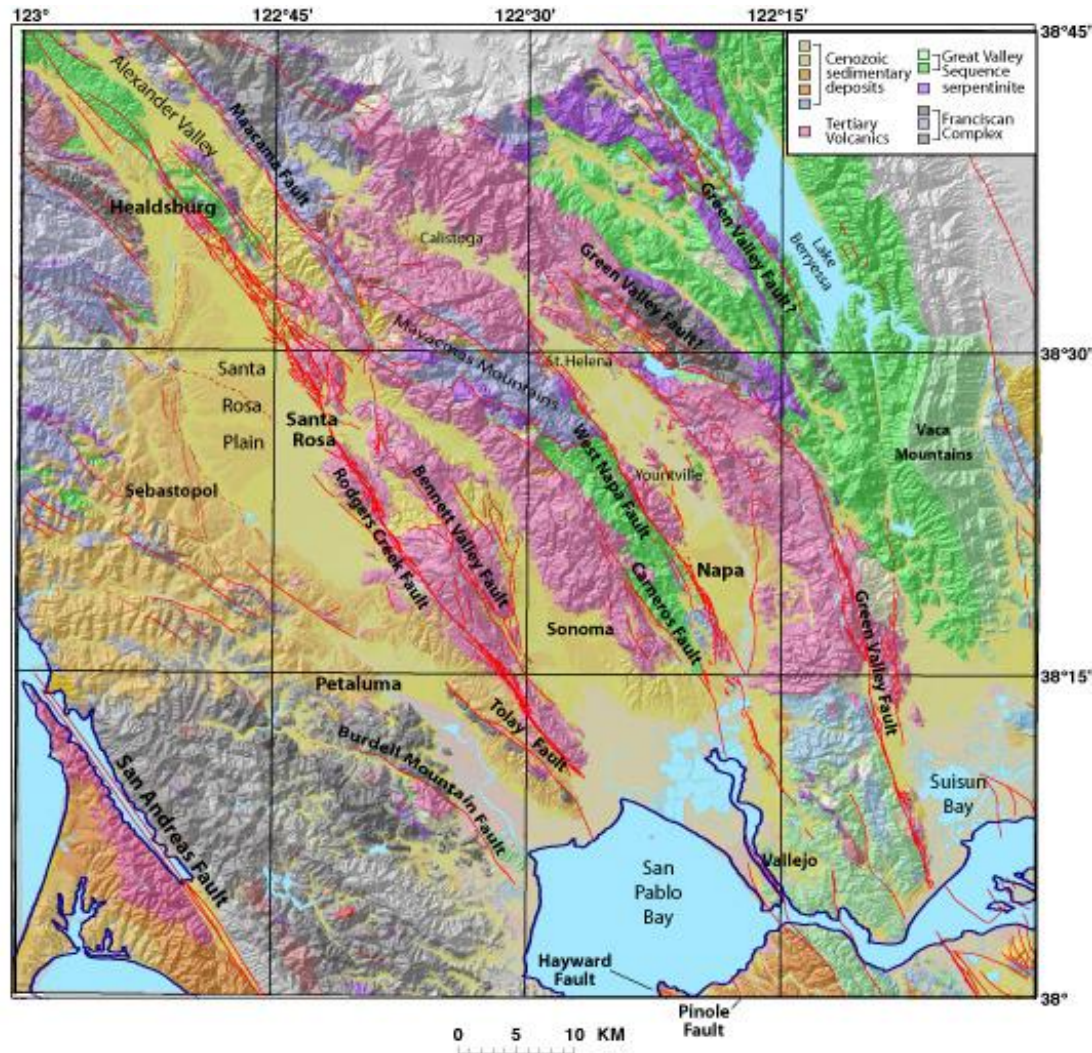 123°
122°45'
122°30'
122°15'
38°45'
Cenozoic
sedimentary
deposits
Tertiary
Volcanics
Great Valley
Sequence
serpentinite
Franciscan
Complex
Alexander Valley
Maacama Fault
Healdsburg
Calistoga
Green Valley Fault?
Lake
Berryessa
Green Valley Fault?
Mayacmas Mountains
38°30'
St. Helena
Santa
Rosa
Plain
Santa
Rosa
Vaca
Mountains
West Napa Fault
Yountville
Sebastopol
Rodgers Creek Fault
Bennett Valley Fault
Napa
Carneros Fault
Sonoma
Green Valley Fault
38°15'
Petaluma
Tolay Fault
Burdell Mountain Fault
San Andreas Fault
Suisun
Bay
Vallejo
San
Pablo
Bay
Hayward
Fault
38°
Pinole
Fault
0 5 10 KM